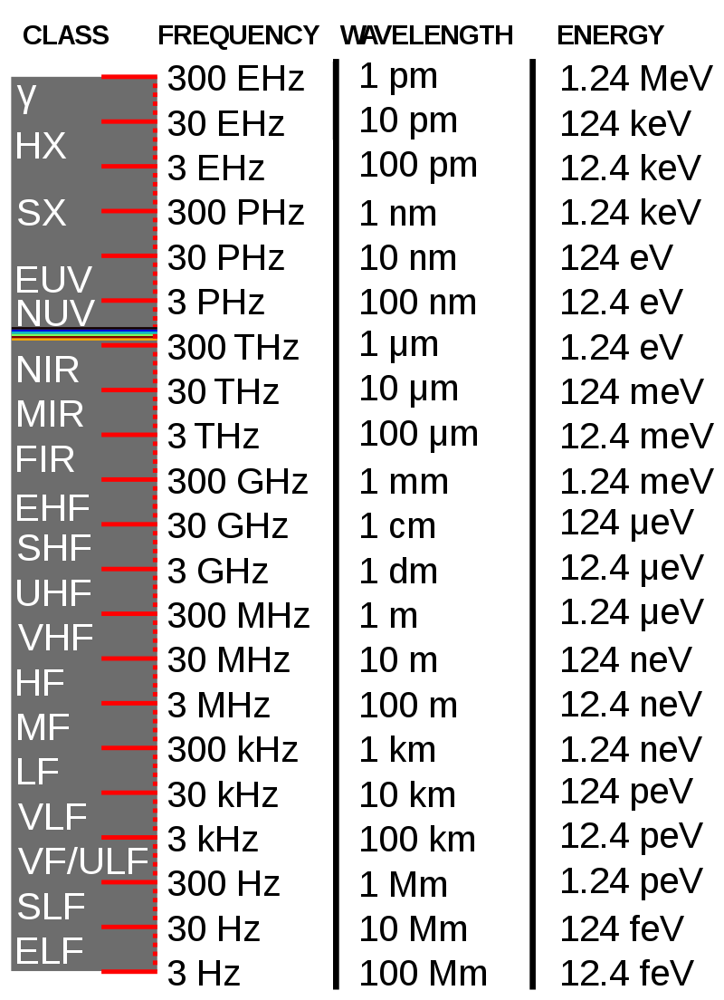 CLASS FREQUENCY WAVELENGTH ENERGY
300 EHz 1 pm 1.24 MeV
γ
30 EHz 10 pm 124 keV
HX
3 EHz 100 pm 12.4 keV
SX 300 PHz 1 nm 1.24 keV
30 PHz 10 nm 124 eV
EUV
3 PHz 100 nm 12.4 eV
NUV
300 THz 1 μm 1.24 eV
NIR
30 THz 10 μm 124 meV
MIR
3 THz 100 μm 12.4 meV
FIR
300 GHz 1 mm 1.24 meV
EHF
30 GHz 1 cm 124 μeV
SHF
3 GHz 1 dm 12.4 μeV
UHF
300 MHz 1 m 1.24 μeV
VHF
30 MHz 10 m 124 neV
HF
3 MHz 100 m 12.4 neV
MF
300 kHz 1 km 1.24 neV
LF
30 kHz 10 km 124 peV
VLF
3 kHz 100 km 12.4 peV
VF/ULF
300 Hz 1 Mm 1.24 peV
SLF
30 Hz 10 Mm 124 feV
ELF
3 Hz 100 Mm 12.4 feV